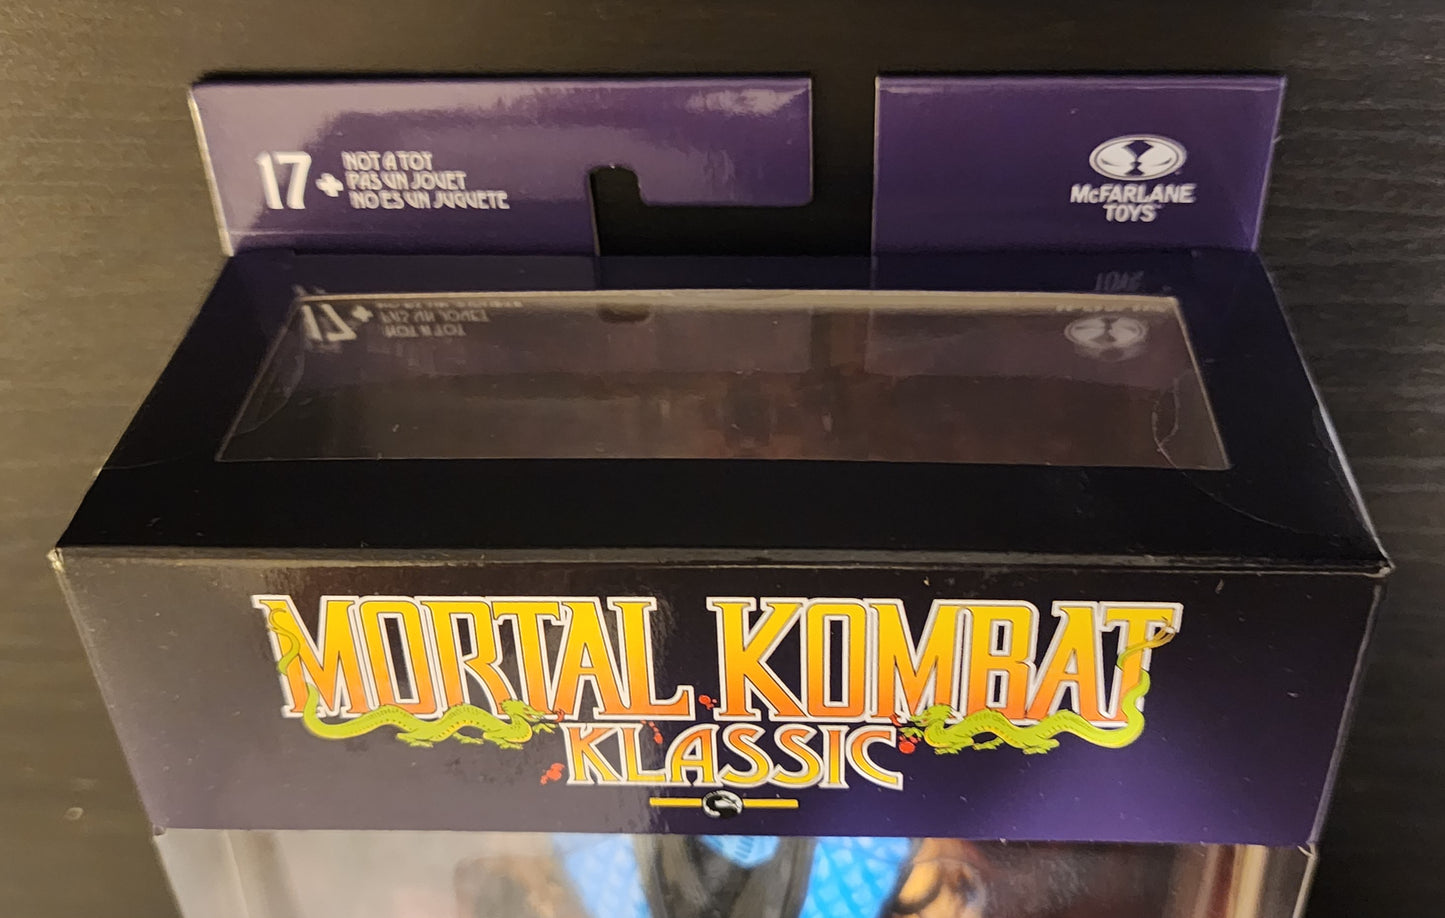 17+
NOT A TOY
PAS UN JOUET
NO ES UN JUGUETE
McFARLANE
TOYS
MORTAL KOMBAT
KLASSIC